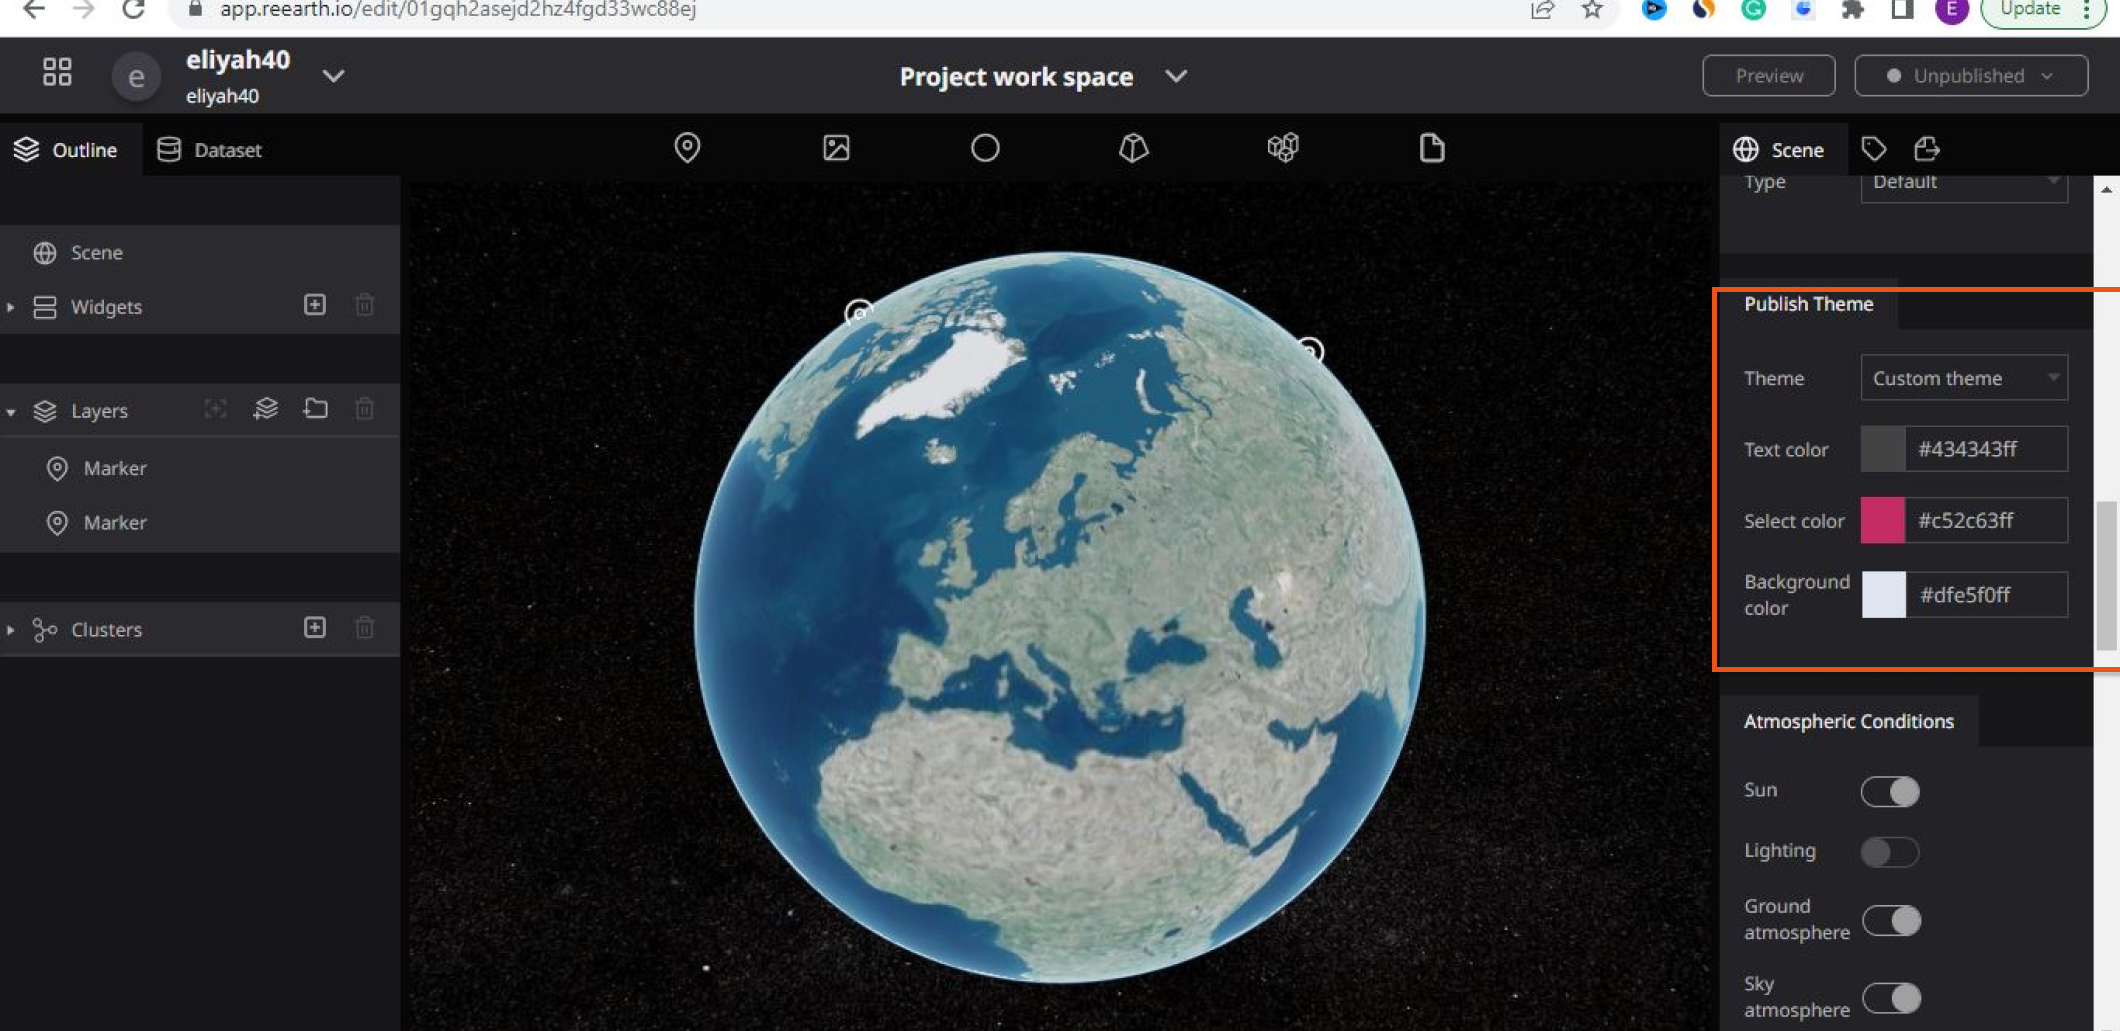 app.reearth.io/edit/01gqh2asejd2hz4fgd33wc88ej
E
Update
e
eliyah40
eliyah40
Project work space
Preview
Unpublished
Outline
Dataset
Scene
Type
Default
Scene
Widgets
Layers
Marker
Marker
Clusters
Publish Theme
Theme
Custom theme
Text color
#434343ff
Select color
#c52c63ff
Background
color
#dfe5f0ff
Atmospheric Conditions
Sun
Lighting
Ground
atmosphere
Sky
atmosphere